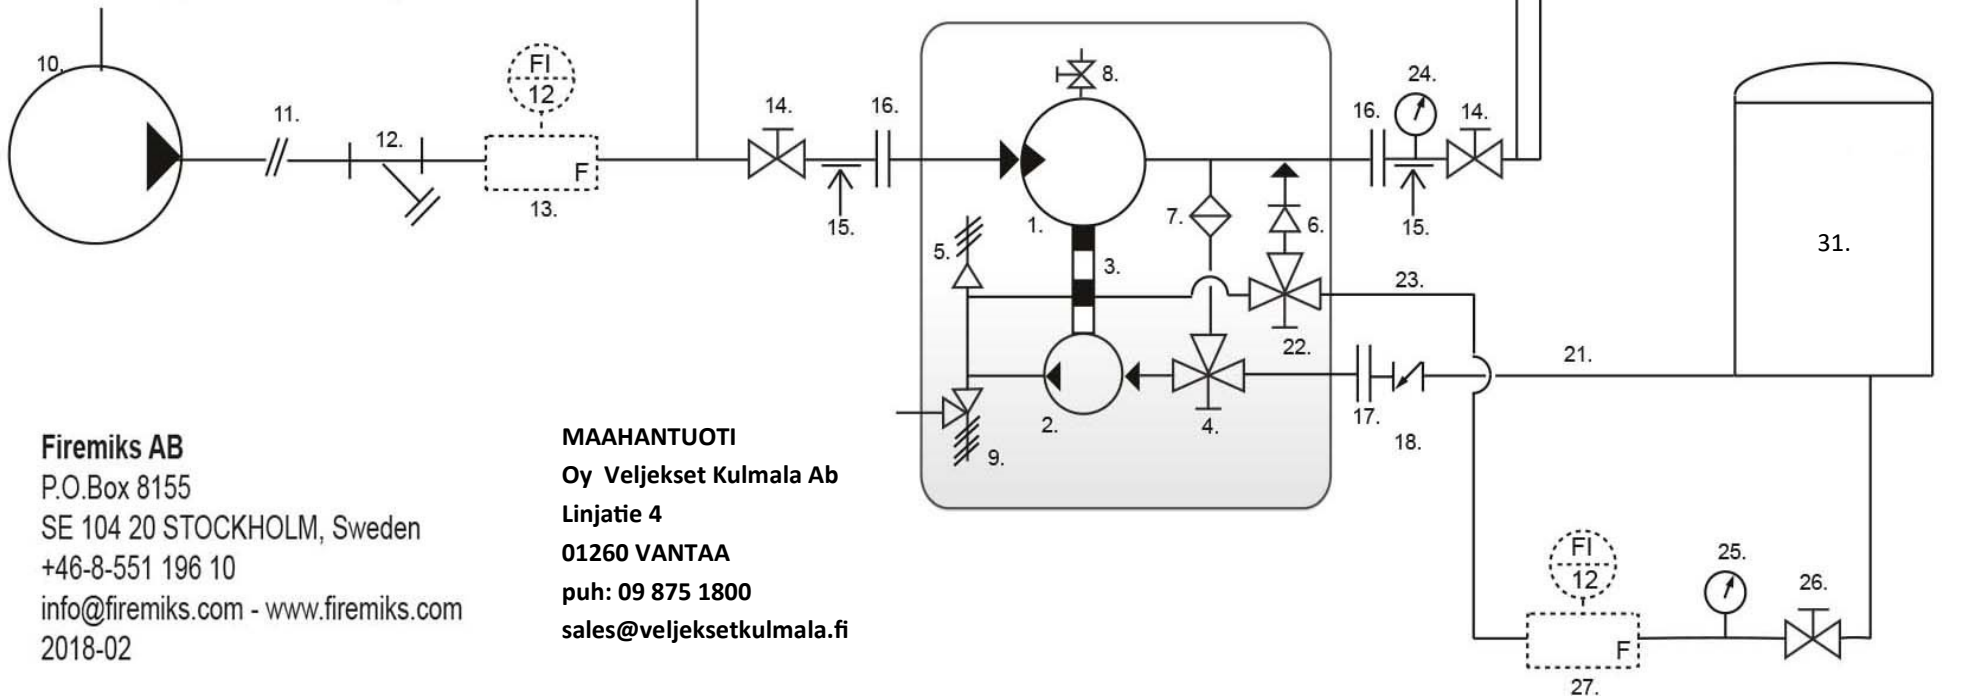 10.
FI
12
11.
12.
F
13.
14.
16.
15.
8.
1.
5.
3.
7.
6.
2.
4.
22.
9.
16.
24.
14.
15.
23.
21.
17.
18.
31.
FI
12
25.
26.
F
27.
Firemiks AB
P.O.Box 8155
SE 104 20 STOCKHOLM, Sweden
+46-8-551 196 10
info@firemiks.com - www.firemiks.com
2018-02
MAAHANTUOTI
Oy Veljekset Kulmala Ab
Linjatie 4
01260 VANTAA
puh: 09 875 1800
sales@veljeksetkulmala.fi